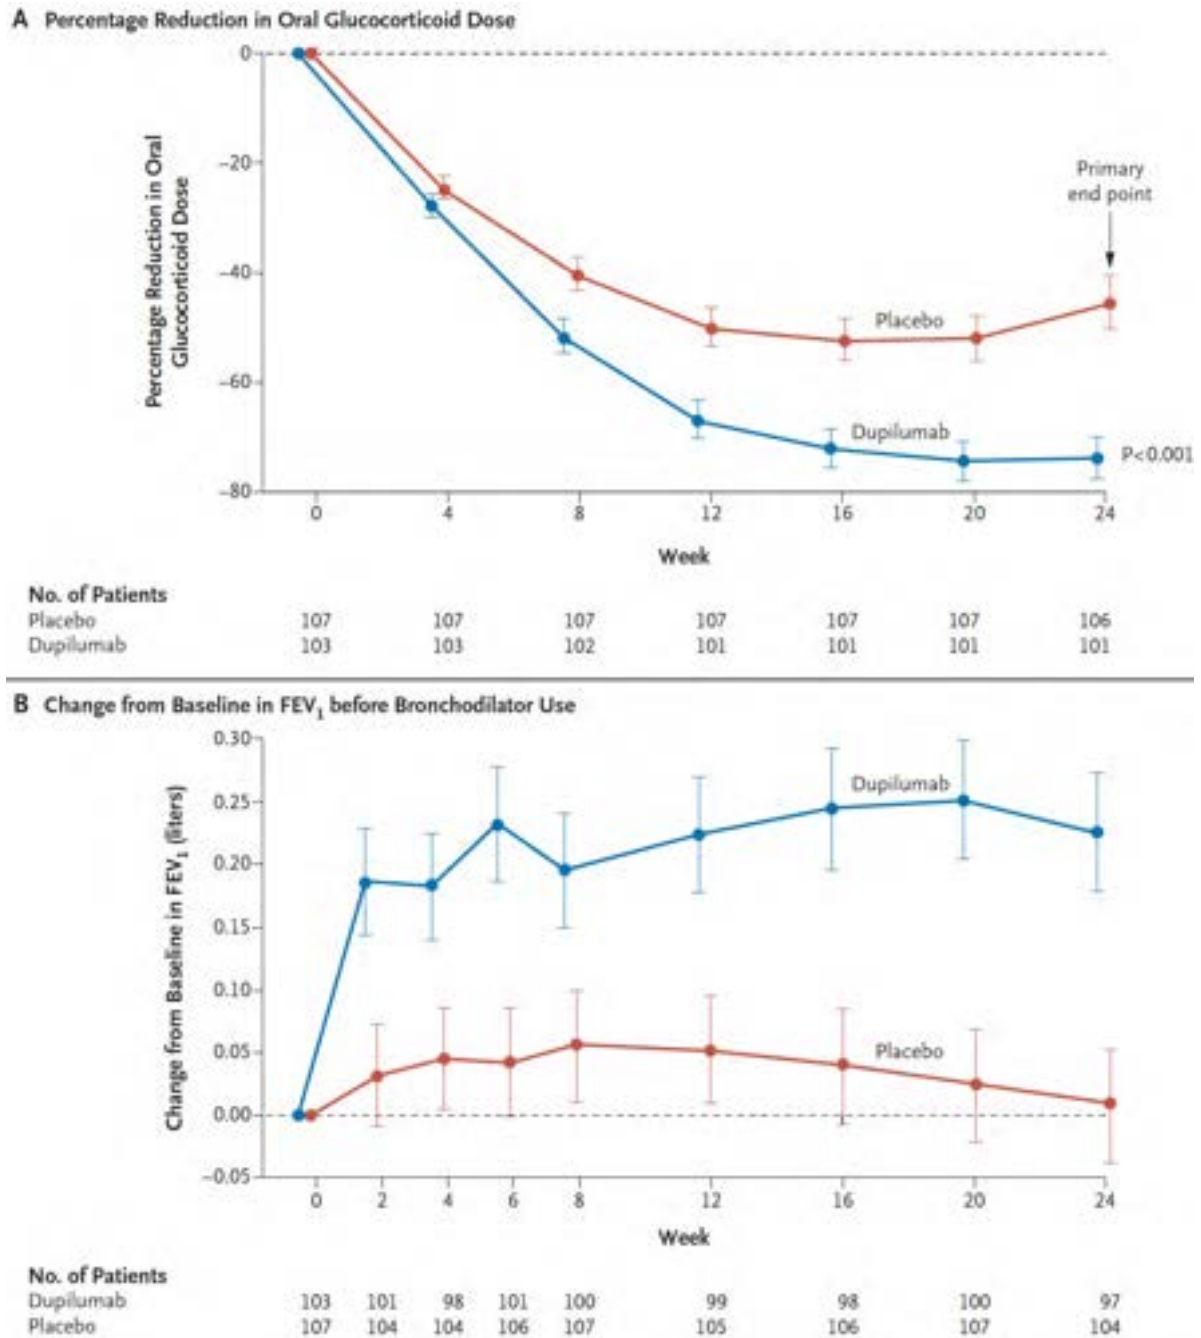 A Percentage Reduction in Oral Glucocorticoid Dose
Percentage Reduction in Oral
Glucocorticoid Dose
0
−20
−40
−60
−80
Primary
end point
Placebo
Dupilumab
P<0.001
0 4 8 12 16 20 24
Week
No. of Patients
Placebo 107 107 107 107 107 107 106
Dupilumab 103 103 102 101 101 101 101
B Change from Baseline in FEV1 before Bronchodilator Use
Change from Baseline in FEV1 (liters)
0.30
0.25
0.20
0.15
0.10
0.05
0.00
−0.05
Dupilumab
Placebo
0 2 4 6 8 12 16 20 24
Week
No. of Patients
Dupilumab 103 101 98 101 100 99 98 100 97
Placebo 107 104 104 106 107 105 106 107 104